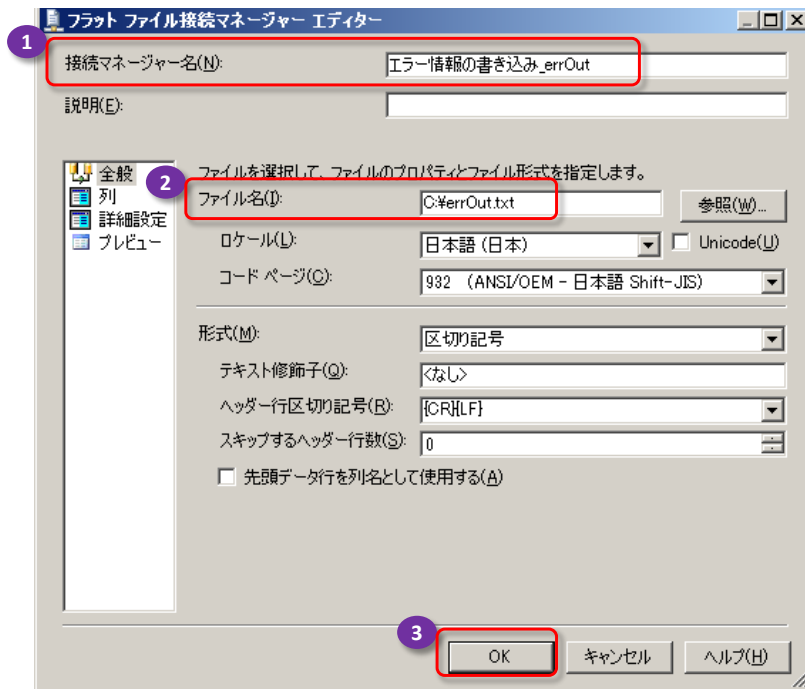 フラット ファイル接続マネージャー エディター
1
接続マネージャー名(N): エラー情報の書き込み_errOut
説明(E):
全般
列
詳細設定
プレビュー
ファイルを選択して、ファイルのプロパティとファイル形式を指定します。
2
ファイル名(I): C:¥errOut.txt 参照(W)...
ロケール(L): 日本語 (日本) Unicode(U)
コード ページ(C): 932 (ANSI/OEM - 日本語 Shift-JIS)
形式(M): 区切り記号
テキスト修飾子(Q): <なし>
ヘッダー行区切り記号(R): {CR}{LF}
スキップするヘッダー行数(S): 0
先頭データ行を列名として使用する(A)
3
OK キャンセル ヘルプ(H)